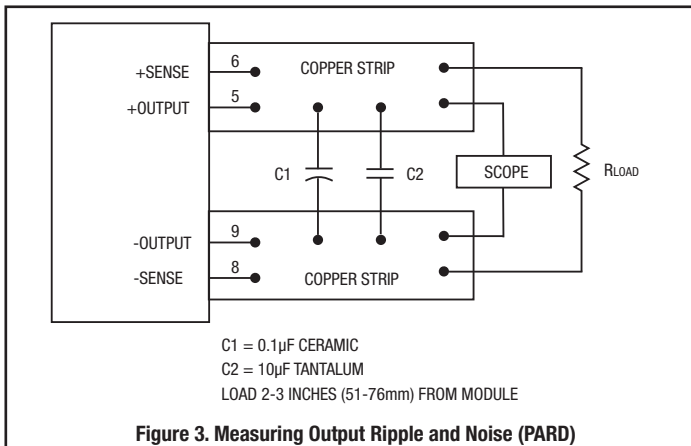 +SENSE 6 COPPER STRIP
+OUTPUT 5
C1 C2 SCOPE RLOAD
-OUTPUT 9
-SENSE 8 COPPER STRIP
C1 = 0.1µF CERAMIC
C2 = 10µF TANTALUM
LOAD 2-3 INCHES (51-76mm) FROM MODULE
Figure 3. Measuring Output Ripple and Noise (PARD)